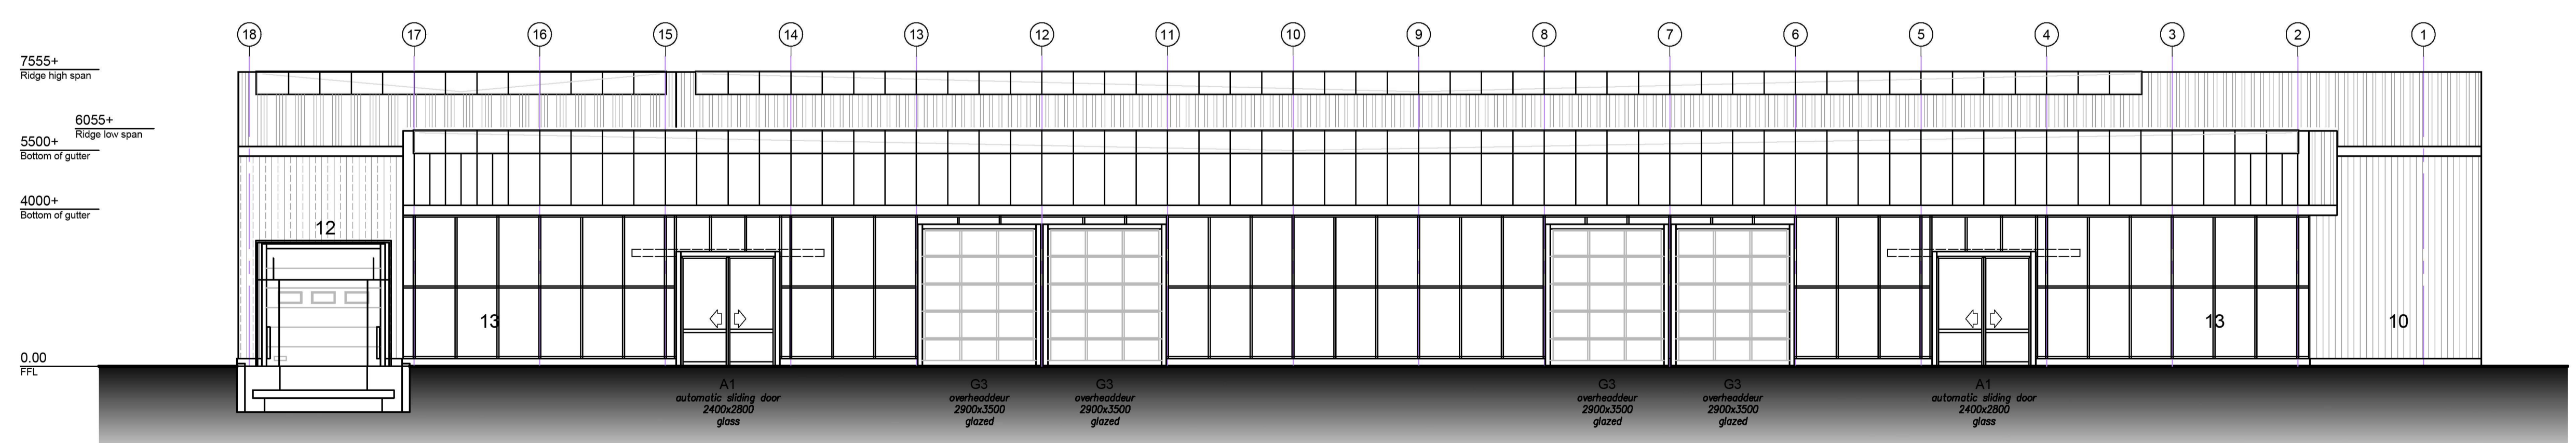 18 17 16 15 14 13 12 11 10 9 8 7 6 5 4 3 2 1
7555+
Ridge high span
6055+
Ridge low span
5500+
Bottom of gutter
4000+
Bottom of gutter
12
13 13 10
0.00
FFL
A1 G3 G3 G3 G3 A1
automatic sliding door overheaddeur overheaddeur overheaddeur overheaddeur automatic sliding door
2400x2800 2900x3500 2900x3500 2900x3500 2900x3500 2400x2800
glass glazed glazed glazed glazed glass